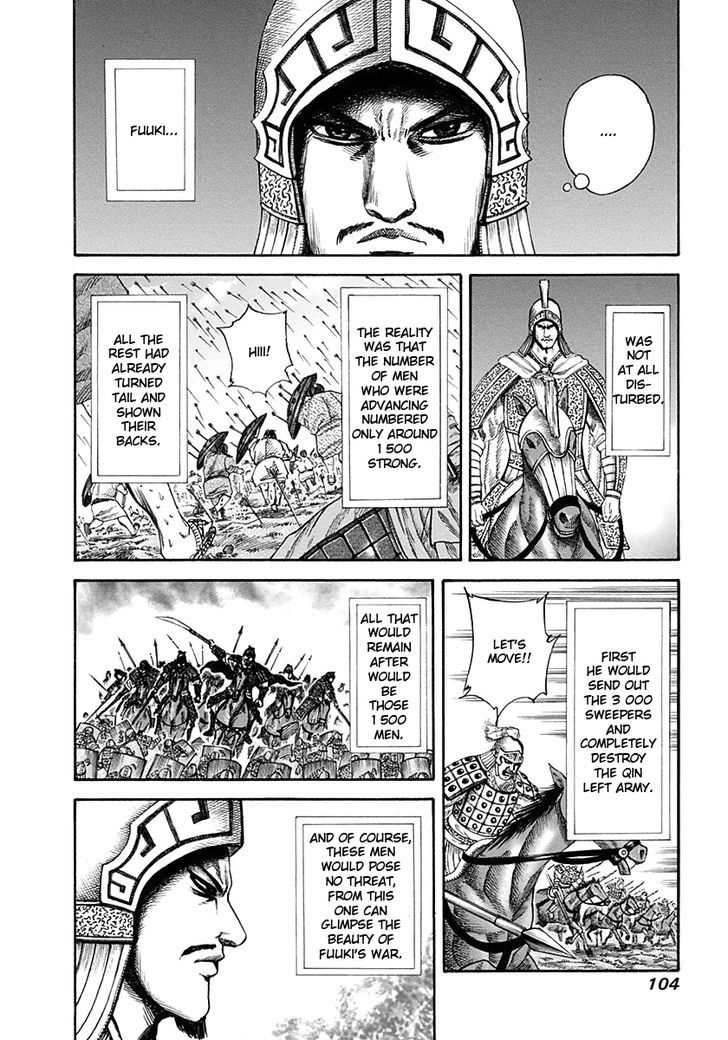 ....
FUUKI...
WAS
NOT AT ALL
DIS-
TURBED.
THE REALITY
WAS THAT
THE NUMBER
OF MEN
WHO WERE
ADVANCING
NUMBERED
ONLY AROUND
1 500
STRONG.
HIII!
ALL THE
REST HAD
ALREADY
TURNED
TAIL AND
SHOWN
THEIR
BACKS.
FIRST
HE WOULD
SEND OUT
THE 3 000
SWEEPERS
AND
COMPLETELY
DESTROY
THE QIN
LEFT ARMY.
LET'S
MOVE!!
ALL THAT
WOULD
REMAIN
AFTER
WOULD
BE
THOSE
1 500
MEN.
AND OF COURSE,
THESE MEN
WOULD POSE
NO THREAT,
FROM THIS
ONE CAN
GLIMPSE THE
BEAUTY OF
FUUKI'S WAR.
104